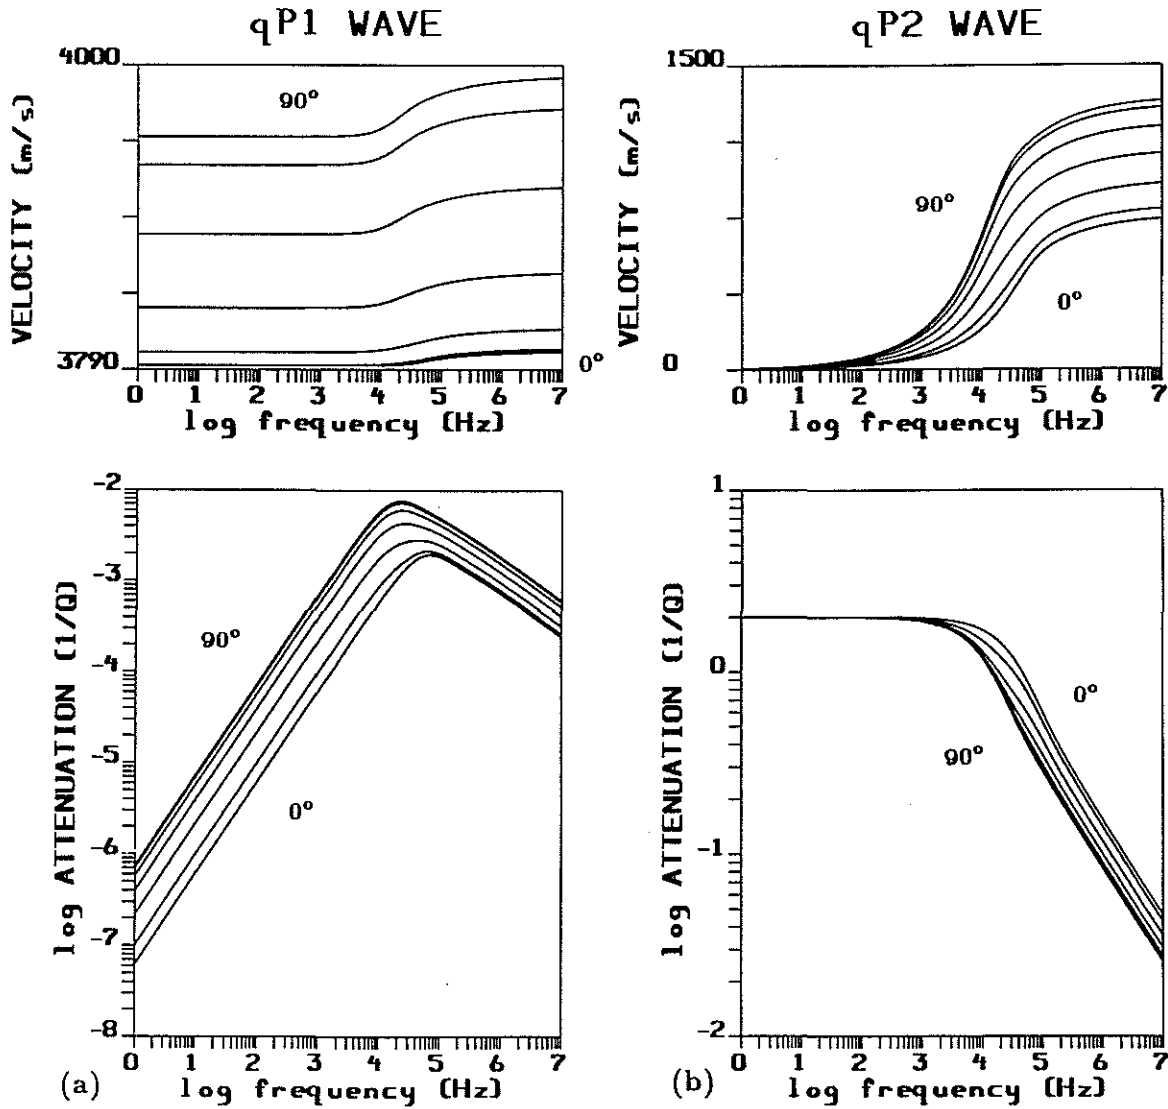 qP1 WAVE
4000
90°
VELOCITY (m/s)
3790
0°
0 1 2 3 4 5 6 7
log frequency (Hz)
qP2 WAVE
1500
VELOCITY (m/s)
90°
0°
0
0 1 2 3 4 5 6 7
log frequency (Hz)
-2
-3
90°
-4
log ATTENUATION (1/Q)
-5
0°
-6
-7
-8
0 1 2 3 4 5 6 7
(a) log frequency (Hz)
1
0
0°
log ATTENUATION (1/Q)
90°
-1
-2
0 1 2 3 4 5 6 7
(b) log frequency (Hz)